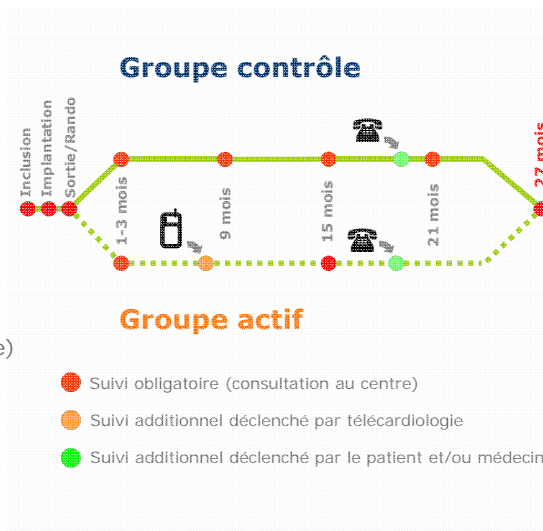 Groupe contrôle
Inclusion
Implantation
Sortie/Rando
1-3 mois
9 mois
15 mois
21 mois
27 mois
Groupe actif
e)
Suivi obligatoire (consultation au centre)
Suivi additionnel déclenché par télécardiologie
Suivi additionnel déclenché par le patient et/ou médecin